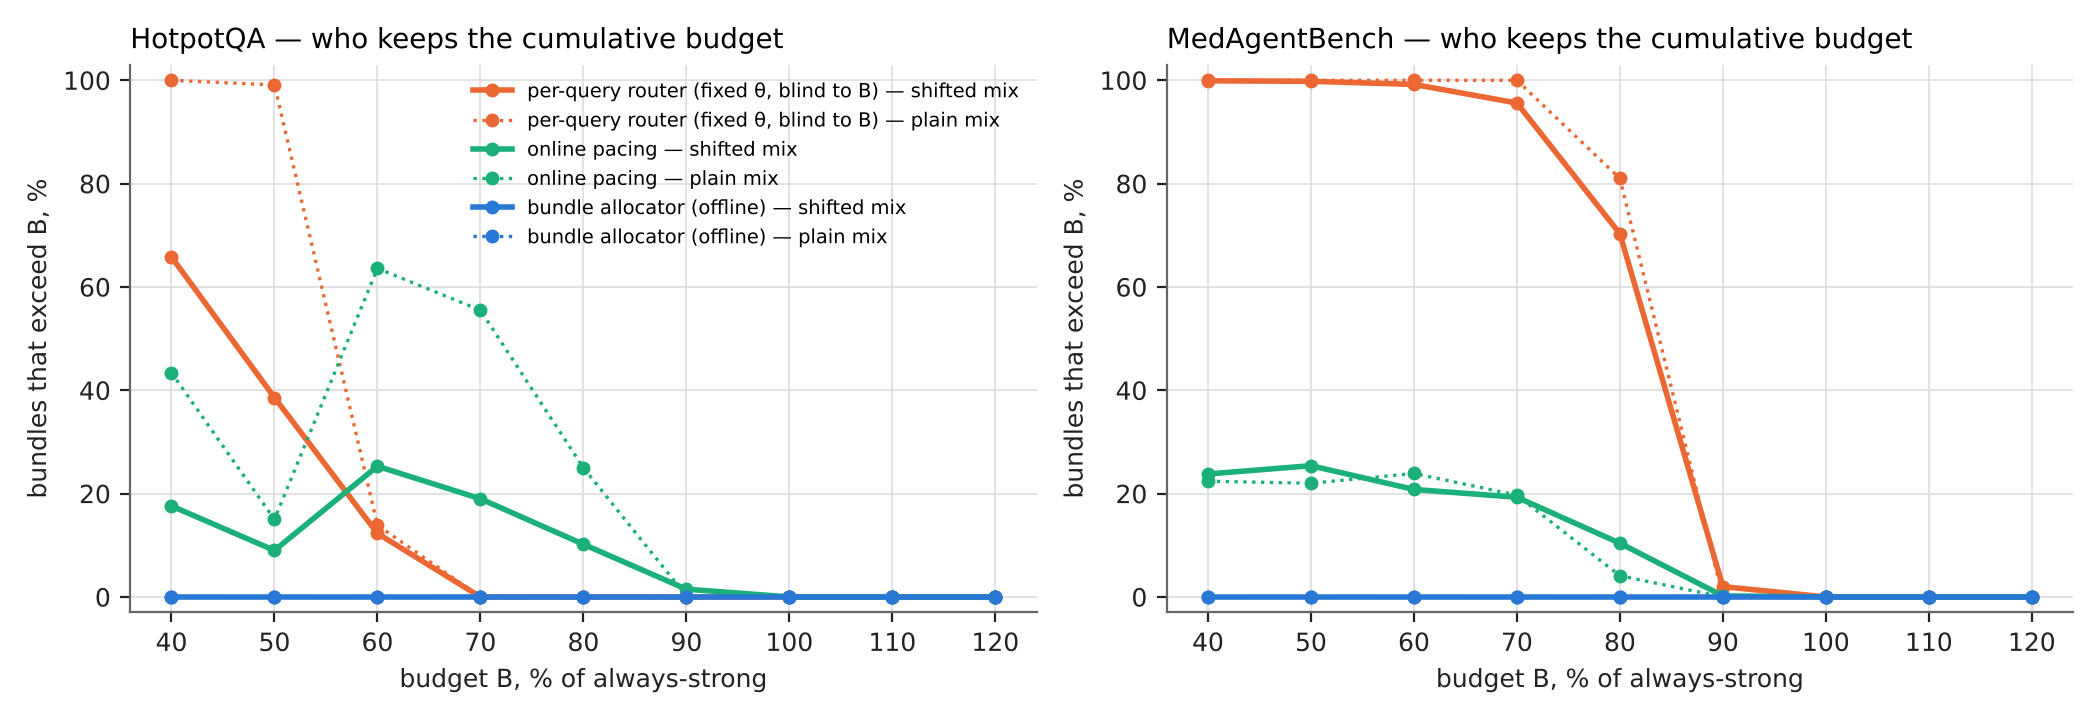 HotpotQA — who keeps the cumulative budget
bundles that exceed B, %
100
80
60
40
20
0
per-query router (fixed θ, blind to B) — shifted mix
per-query router (fixed θ, blind to B) — plain mix
online pacing — shifted mix
online pacing — plain mix
bundle allocator (offline) — shifted mix
bundle allocator (offline) — plain mix
40 50 60 70 80 90 100 110 120
budget B, % of always-strong
MedAgentBench — who keeps the cumulative budget
bundles that exceed B, %
100
80
60
40
20
0
40 50 60 70 80 90 100 110 120
budget B, % of always-strong